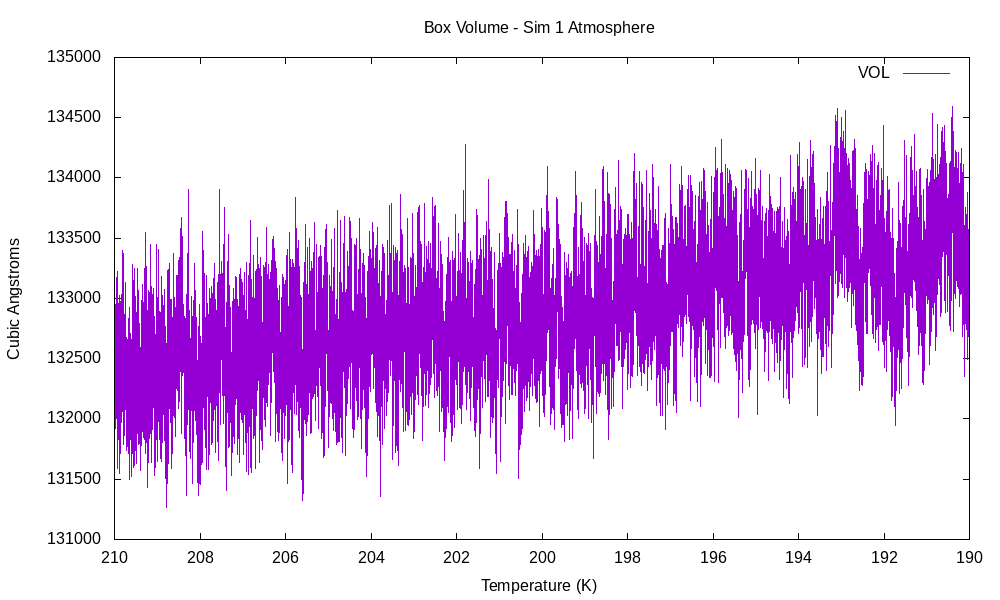 Box Volume - Sim 1 Atmosphere
VOL
135000
134500
134000
133500
133000
132500
132000
131500
131000
Cubic Angstroms
210 208 206 204 202 200 198 196 194 192 190
Temperature (K)